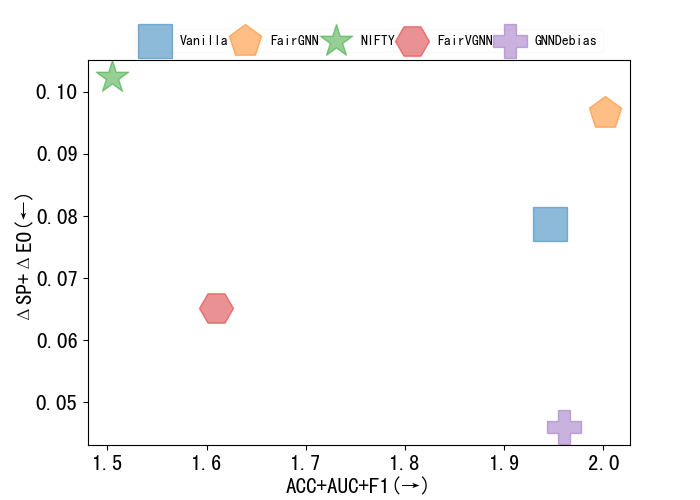 Vanilla FairGNN NIFTY FairVGNN GNNDebias
0.10
0.09
0.08
0.07
0.06
0.05
ΔSP+ΔEO(←)
1.5 1.6 1.7 1.8 1.9 2.0
ACC+AUC+F1(→)